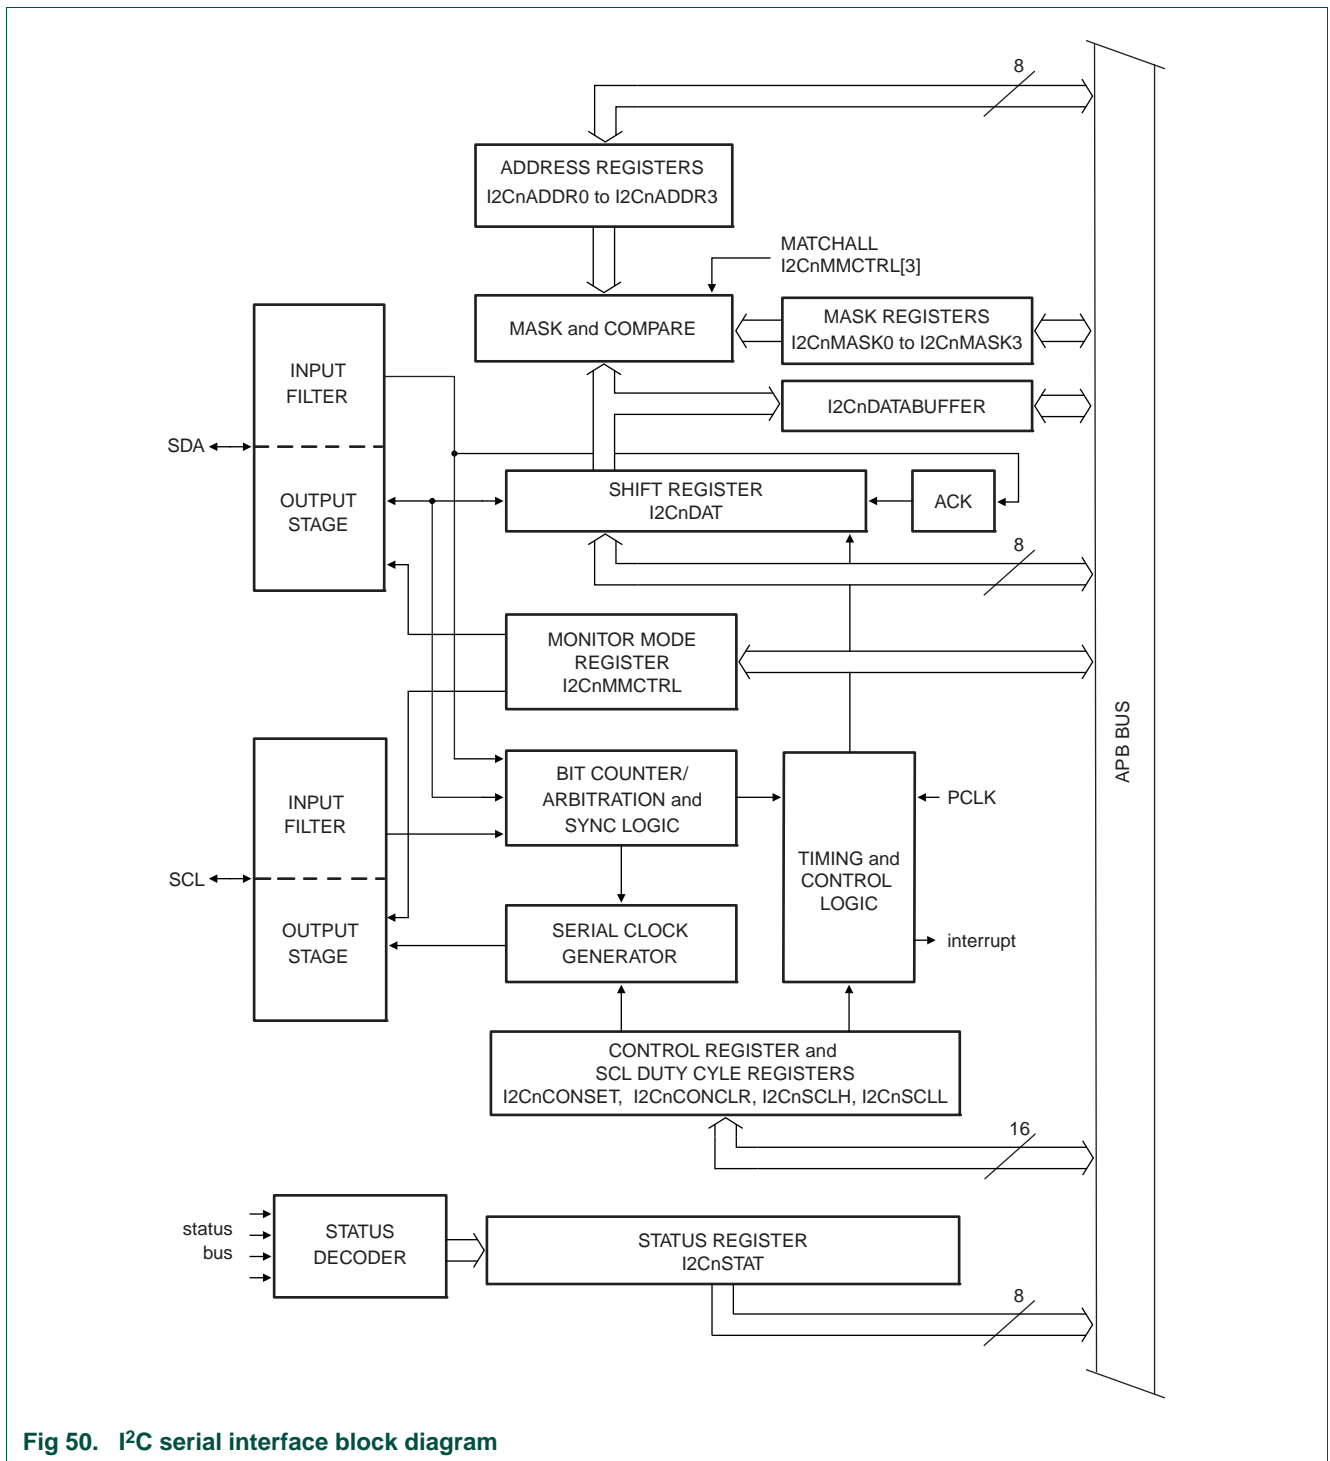 8
ADDRESS REGISTERS
I2CnADDR0 to I2CnADDR3
MATCHALL
I2CnMMCTRL[3]
MASK and COMPARE
MASK REGISTERS
I2CnMASK0 to I2CnMASK3
I2CnDATABUFFER
INPUT
FILTER
SDA
OUTPUT
STAGE
SHIFT REGISTER
I2CnDAT
ACK
8
MONITOR MODE
REGISTER
I2CnMMCTRL
APB BUS
INPUT
FILTER
SCL
OUTPUT
STAGE
BIT COUNTER/
ARBITRATION and
SYNC LOGIC
PCLK
TIMING and
CONTROL
LOGIC
interrupt
SERIAL CLOCK
GENERATOR
CONTROL REGISTER and
SCL DUTY CYLE REGISTERS
I2CnCONSET, I2CnCONCLR, I2CnSCLH, I2CnSCLL
16
status
bus
STATUS
DECODER
STATUS REGISTER
I2CnSTAT
8
Fig 50. I²C serial interface block diagram